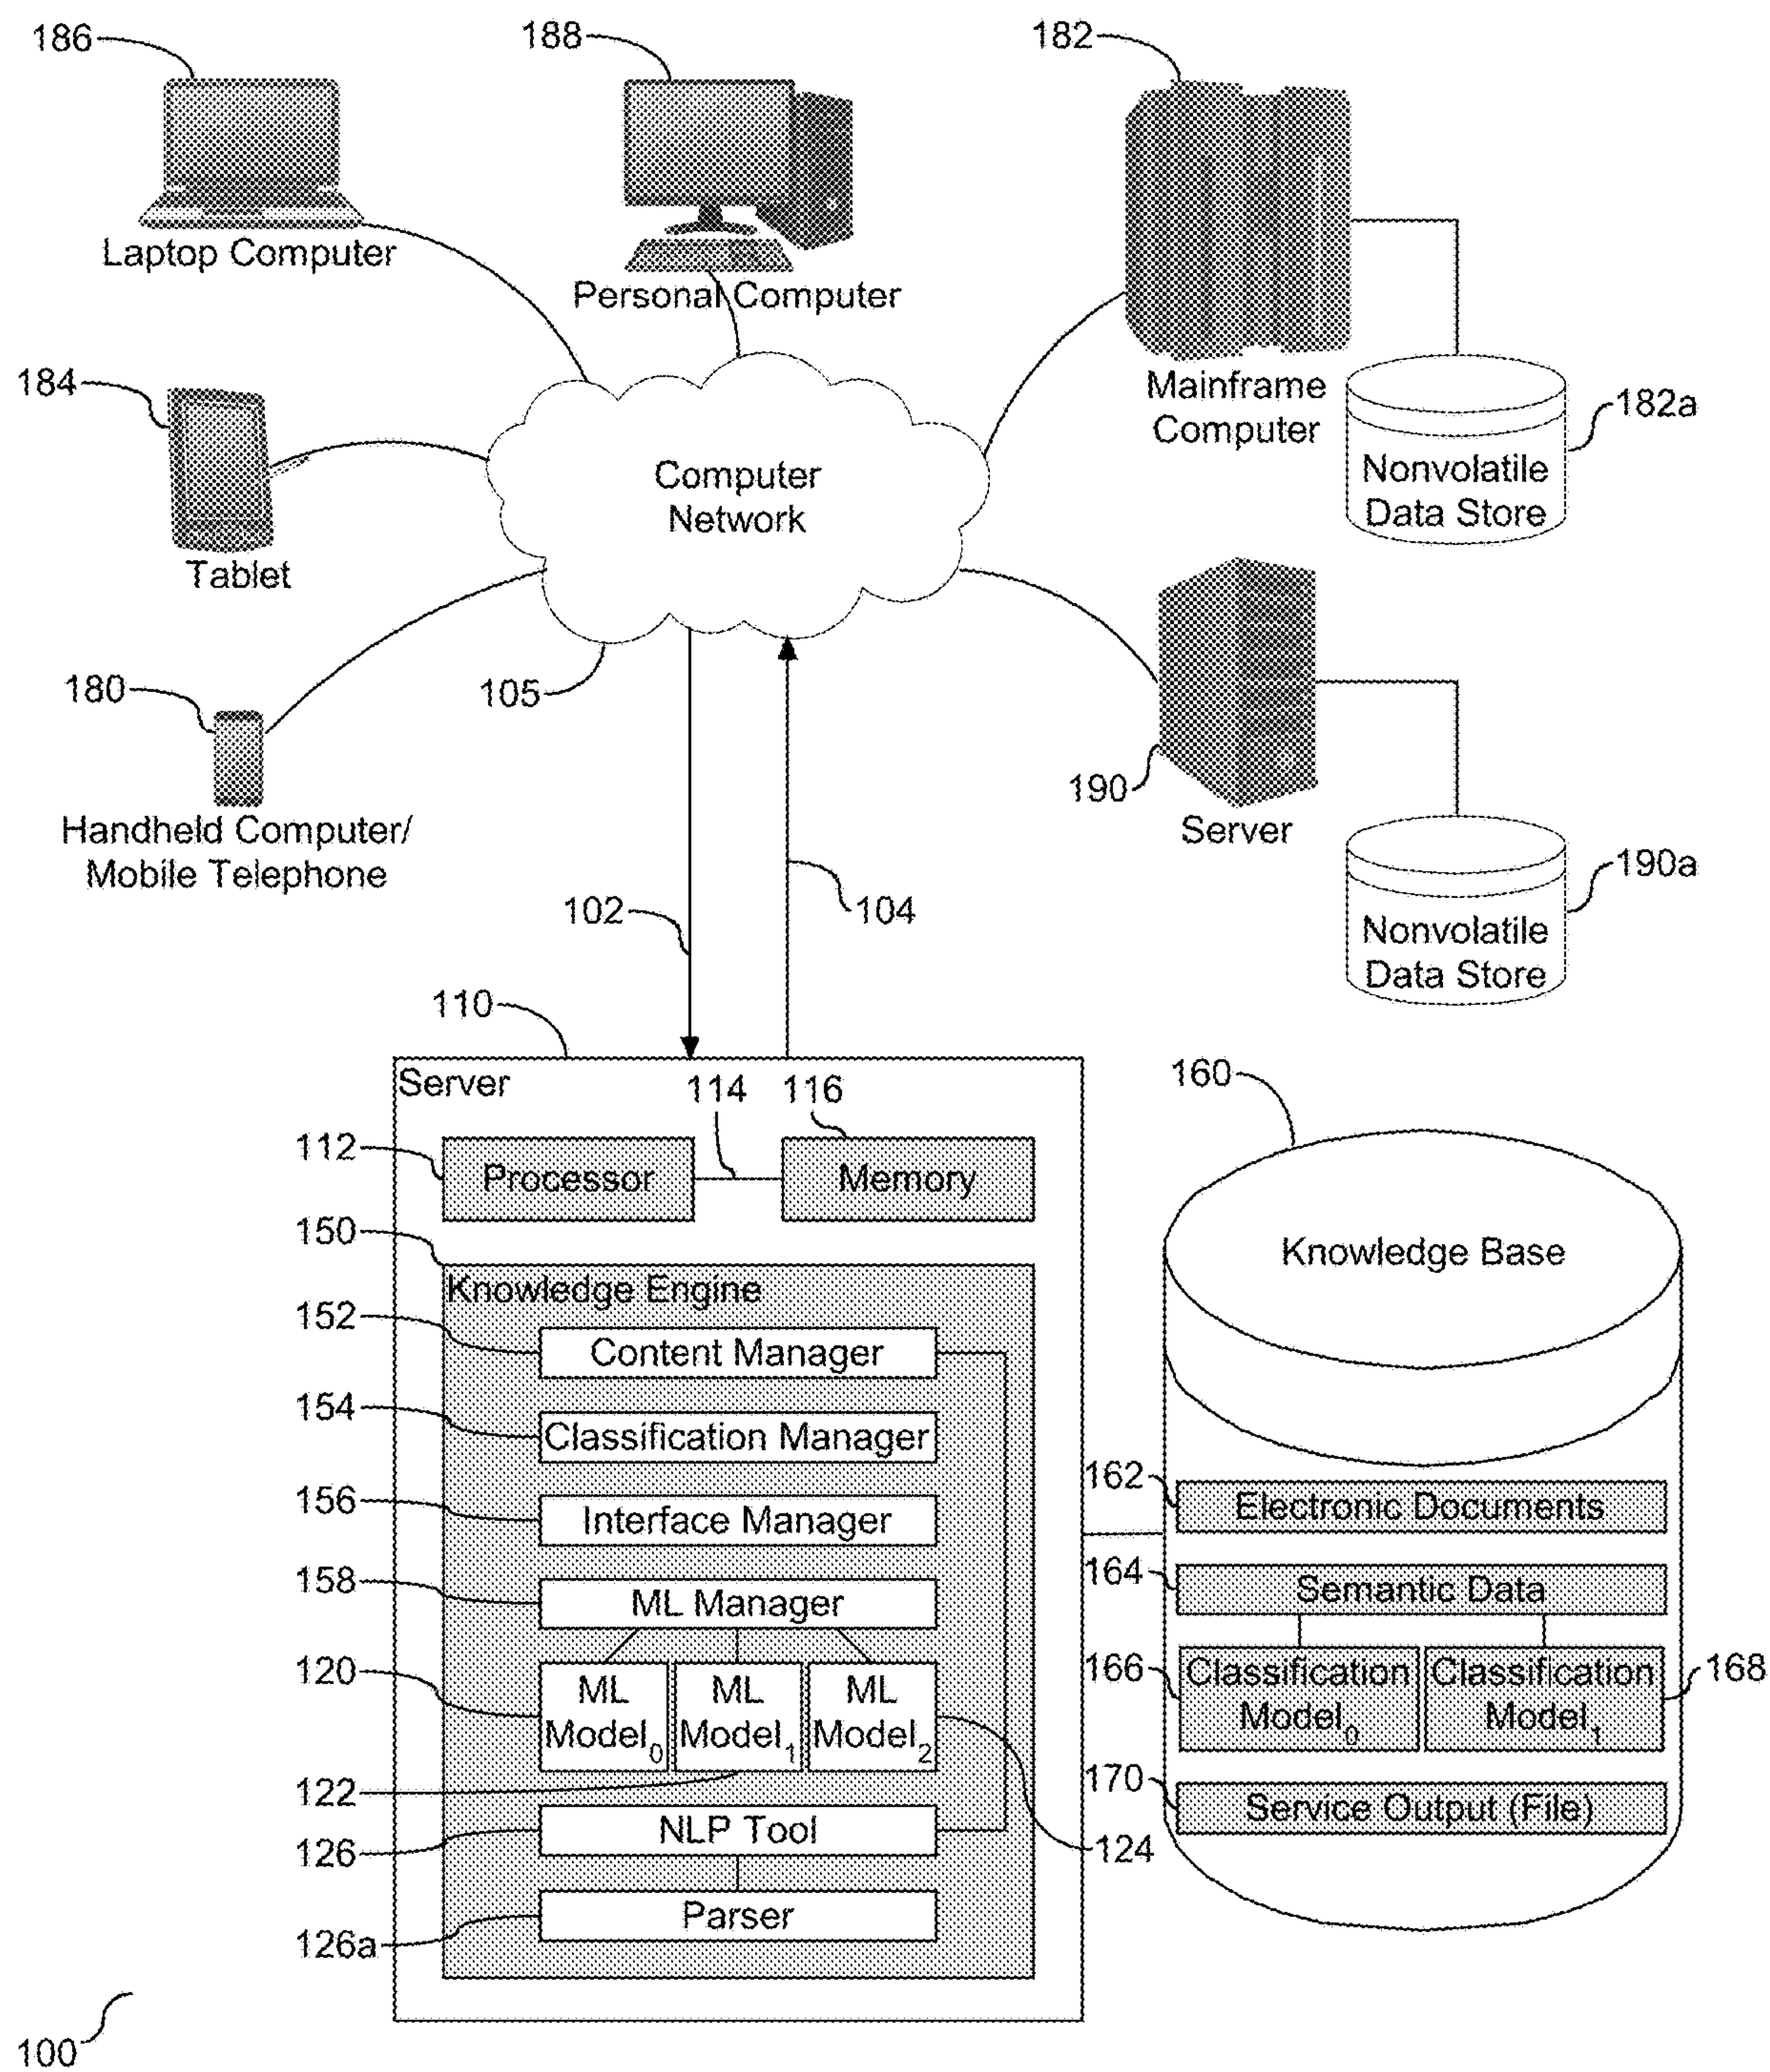 186
188
182
Laptop Computer
Personal Computer
184
Mainframe
Computer
182a
Computer
Network
Nonvolatile
Data Store
Tablet
180
105
190
Handheld Computer/
Mobile Telephone
Server
190a
102
104
Nonvolatile
Data Store
110
Server
114
116
160
112
Processor
Memory
150
Knowledge Engine
Knowledge Base
152
Content Manager
154
Classification Manager
162
Electronic Documents
156
Interface Manager
158
ML Manager
164
Semantic Data
120
ML
Model0
ML
Model1
ML
Model2
166
Classification
Model0
Classification
Model1
168
122
170
Service Output (File)
126
NLP Tool
124
126a
Parser
100